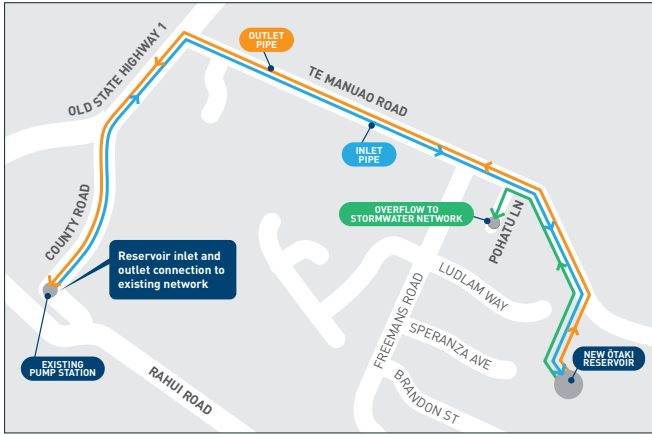 OLD STATE HIGHWAY 1
OUTLET
PIPE
TE MANUAO ROAD
INLET
PIPE
OVERFLOW TO
STORMWATER NETWORK
POHATU LN
COUNTY ROAD
Reservoir inlet and
outlet connection to
existing network
LUDLAM WAY
FREEMANS ROAD
SPERANZA AVE
BRANDON ST
NEW ŌTAKI
RESERVOIR
EXISTING
PUMP STATION
RAHUI ROAD